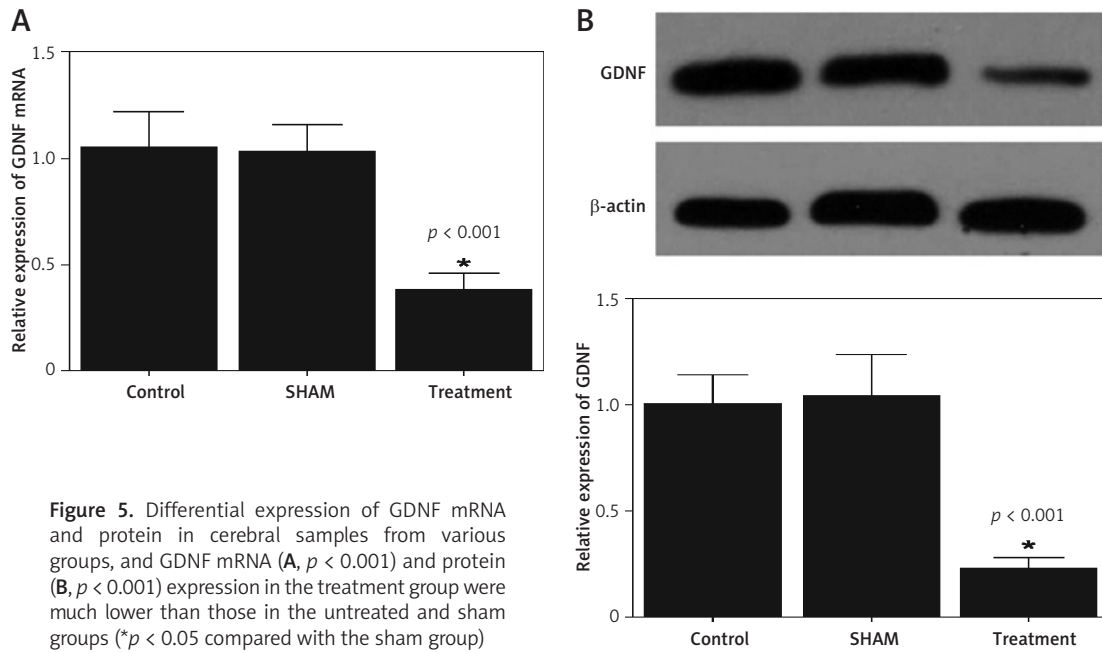 A
Relative expression of GDNF mRNA
1.5
1.0
0.5
0
p < 0.001
*
Control SHAM Treatment
Figure 5. Differential expression of GDNF mRNA
and protein in cerebral samples from various
groups, and GDNF mRNA (A, p < 0.001) and protein
(B, p < 0.001) expression in the treatment group were
much lower than those in the untreated and sham
groups (*p < 0.05 compared with the sham group)
B
GDNF
β-actin
Relative expression of GDNF
1.5
1.0
0.5
0
p < 0.001
*
Control SHAM Treatment